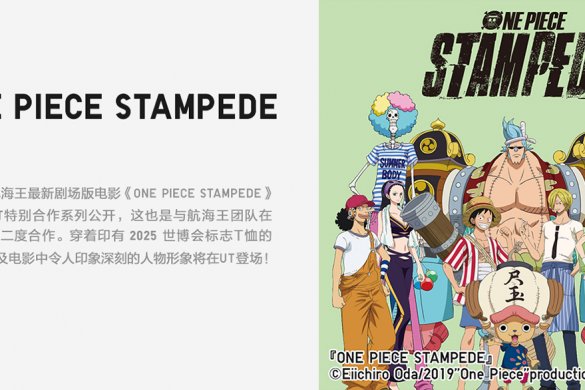 PIECE STAMPEDE
海王最新剧场版电影《ONE PIECE STAMPEDE》
T特别合作系列公开，这也是与航海王团队在
二度合作。穿着印有 2025 世博会标志T恤的
及电影中令人印象深刻的人物形象将在UT登场！
ONE PIECE
STAMPED
SUMMER
BODY
尺玉
『ONE PIECE STAMPEDE』
©Eiichiro Oda/2019"One Piece"production